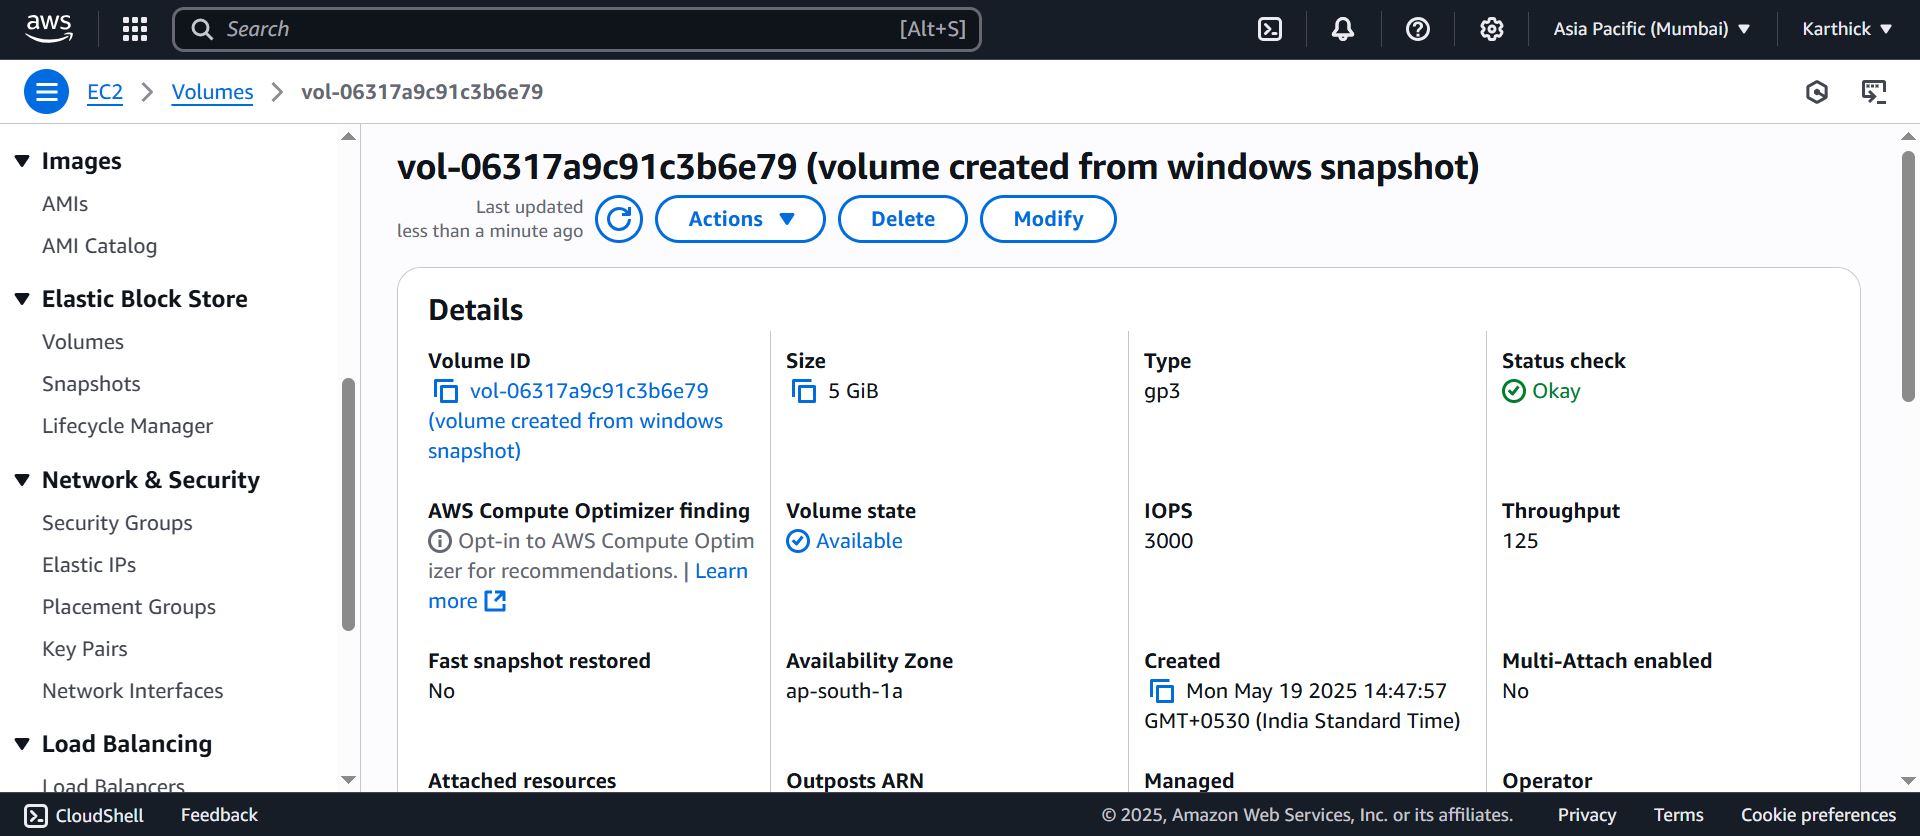 aws
Search [Alt+S]
Asia Pacific (Mumbai)
Karthick
EC2 Volumes vol-06317a9c91c3b6e79
Images
AMIs
AMI Catalog
Elastic Block Store
Volumes
Snapshots
Lifecycle Manager
Network & Security
Security Groups
Elastic IPs
Placement Groups
Key Pairs
Network Interfaces
Load Balancing
Load Balancers
vol-06317a9c91c3b6e79 (volume created from windows snapshot)
Last updated
less than a minute ago
Actions
Delete
Modify
Details
Volume ID
vol-06317a9c91c3b6e79
(volume created from windows
snapshot)
Size
5 GiB
Type
gp3
Status check
Okay
AWS Compute Optimizer finding
Opt-in to AWS Compute Optim
izer for recommendations. | Learn
more
Volume state
Available
IOPS
3000
Throughput
125
Fast snapshot restored
No
Availability Zone
ap-south-1a
Created
Mon May 19 2025 14:47:57
GMT+0530 (India Standard Time)
Multi-Attach enabled
No
Attached resources
Outposts ARN
Managed
Operator
CloudShell
Feedback
© 2025, Amazon Web Services, Inc. or its affiliates.
Privacy
Terms
Cookie preferences